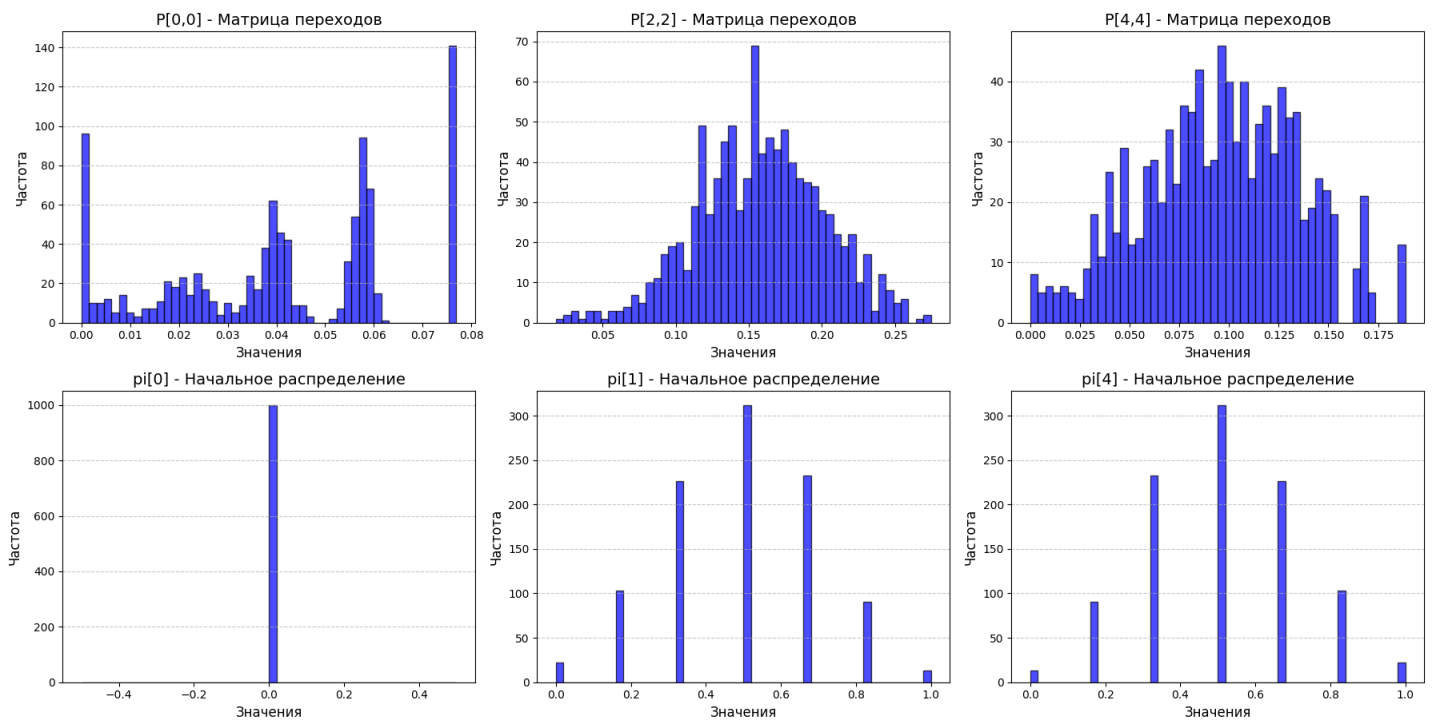 P[0,0] - Матрица переходов
Частота
140
120
100
80
60
40
20
0
0.00 0.01 0.02 0.03 0.04 0.05 0.06 0.07 0.08
Значения
P[2,2] - Матрица переходов
Частота
70
60
50
40
30
20
10
0
0.05 0.10 0.15 0.20 0.25
Значения
P[4,4] - Матрица переходов
Частота
40
30
20
10
0
0.000 0.025 0.050 0.075 0.100 0.125 0.150 0.175
Значения
pi[0] - Начальное распределение
Частота
1000
800
600
400
200
0
−0.4 −0.2 0.0 0.2 0.4
Значения
pi[1] - Начальное распределение
Частота
300
250
200
150
100
50
0
0.0 0.2 0.4 0.6 0.8 1.0
Значения
pi[4] - Начальное распределение
Частота
300
250
200
150
100
50
0
0.0 0.2 0.4 0.6 0.8 1.0
Значения